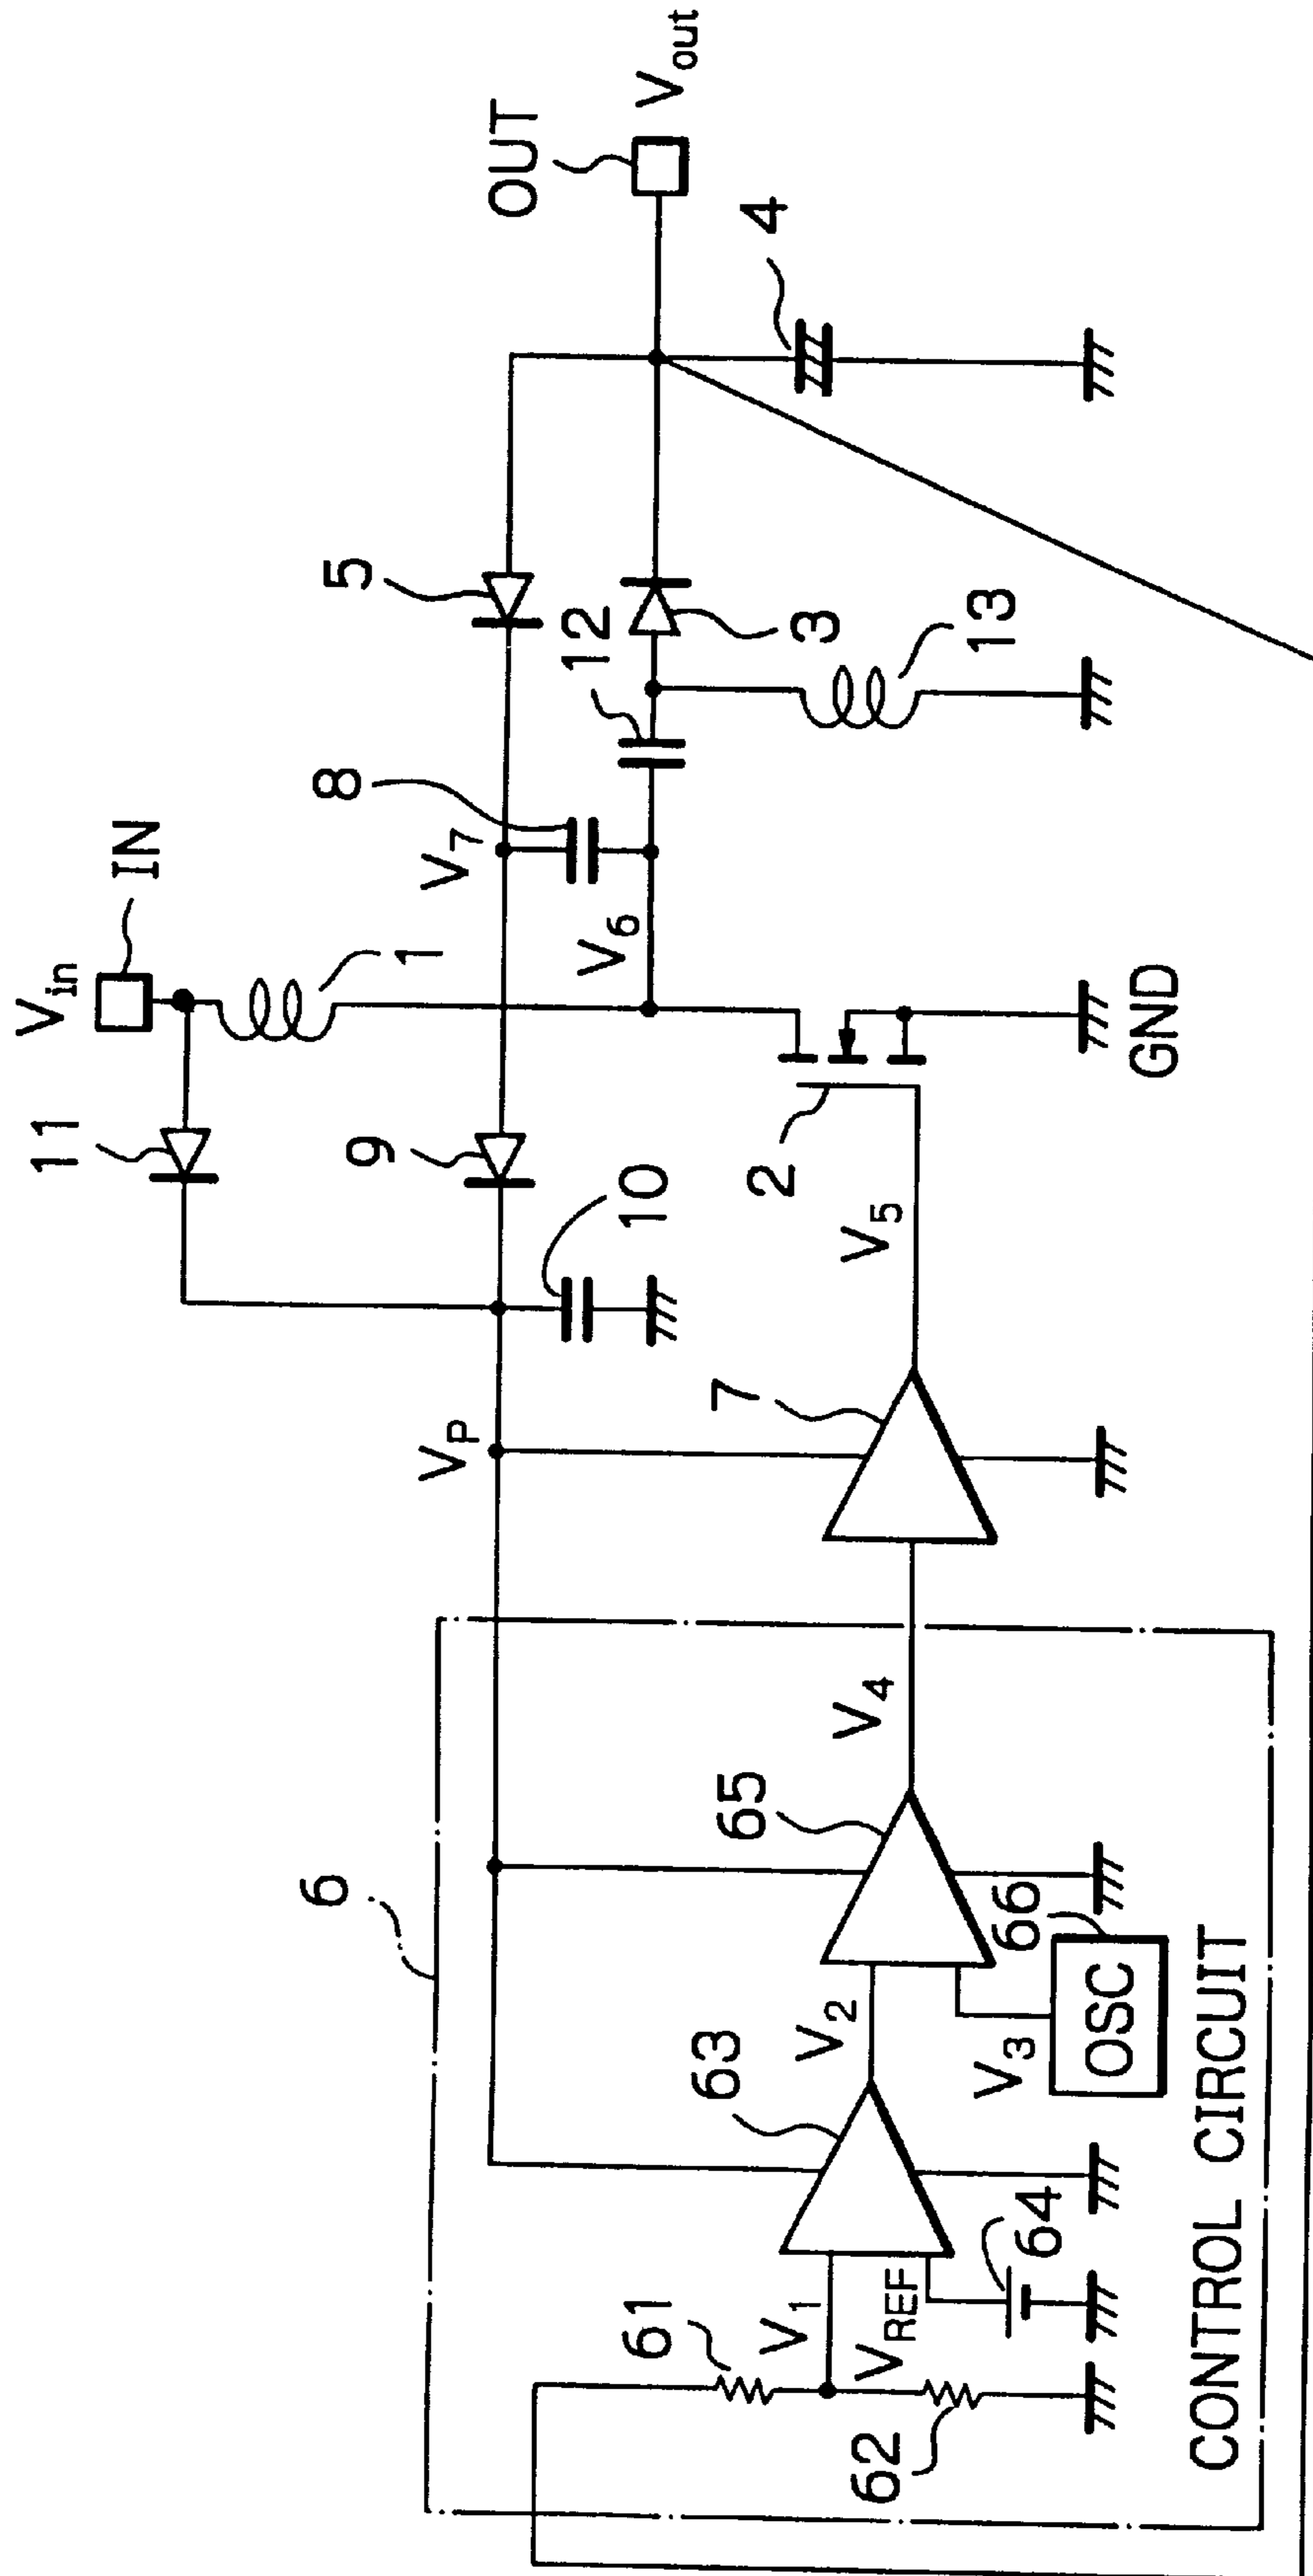 V_in
IN
11
1
V_7
8
5
OUT
V_out
9
V_6
12
10
3
4
13
V_P
7
2
V_5
GND
6
65
V_4
63
V_2
66
V_3
OSC
61
V_1
V_REF
64
62
CONTROL CIRCUIT